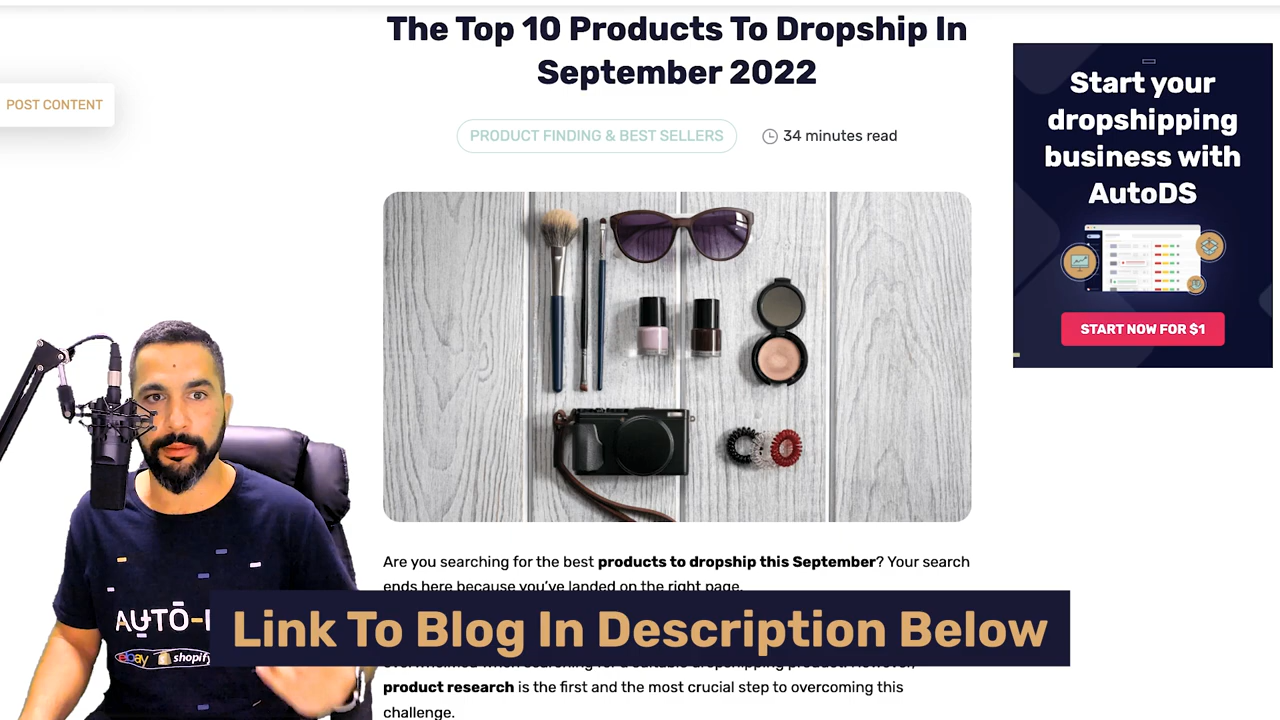 The Top 10 Products To Dropship In
September 2022
POST CONTENT
PRODUCT FINDING & BEST SELLERS
34 minutes read
Start your
dropshipping
business with
AutoDS
START NOW FOR $1
Are you searching for the best products to dropship this September? Your search
ends here because you've landed on the right page.
Link To Blog In Description Below
product research is the first and the most crucial step to overcoming this
challenge.
AUTŌ-
ebay
shopify